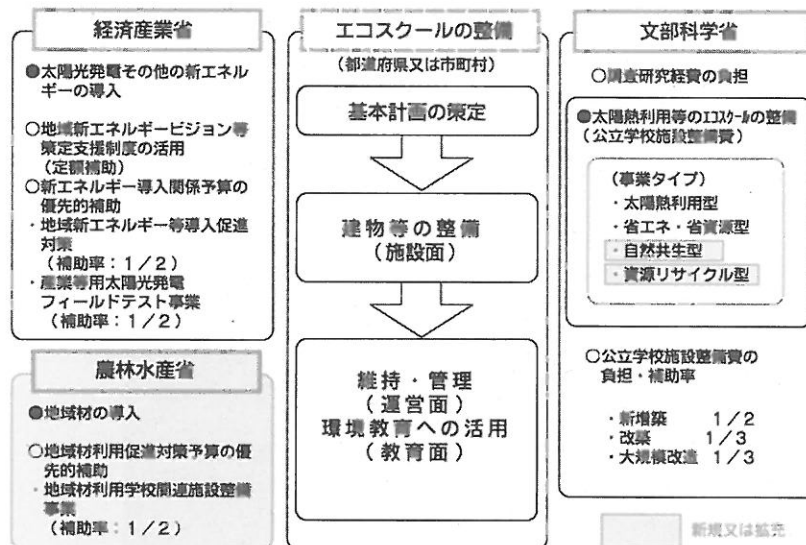 経済産業省
●太陽光発電その他の新エネル
ギーの導入
○地域新エネルギービジョン等
策定支援制度の活用
（定額補助）
○新エネルギー導入関係予算の
優先的補助
・地域新エネルギー等導入促進
対策
（補助率：１／２）
・産業等用太陽光発電
フィールドテスト事業
（補助率：１／２）
農林水産省
●地域材の導入
○地域材利用促進対策予算の優
先的補助
・地域材利用学校関連施設整備
事業
（補助率：１／２）
エコスクールの整備
（都道府県又は市町村）
基本計画の策定
建物等の整備
（施設面）
維持・管理
（運営面）
環境教育への活用
（教育面）
文部科学省
○調査研究経費の負担
●太陽熱利用等のエコスクールの整備
（公立学校施設整備費）
（事業タイプ）
・太陽熱利用型
・省エネ・省資源型
・自然共生型
・資源リサイクル型
○公立学校施設整備費の
負担・補助率
・新増築　１／２
・改築　１／３
・大規模改造　１／３
新規又は拡充